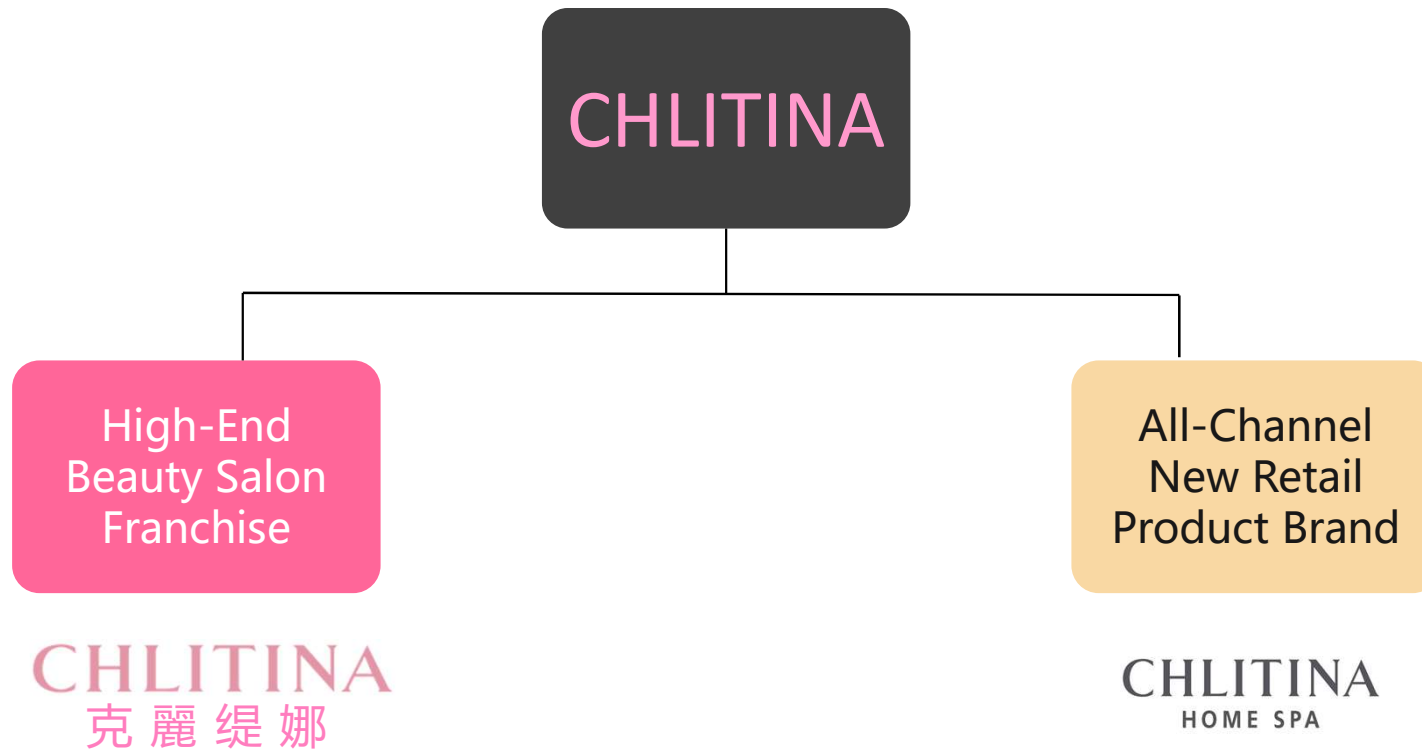 CHLITINA
High-End
Beauty Salon
Franchise
All-Channel
New Retail
Product Brand
CHLITINA
克麗缇娜
CHLITINA
HOME SPA